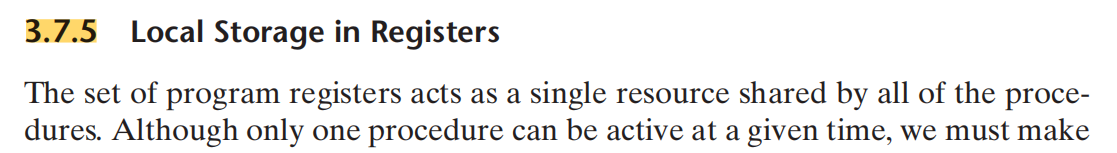 3.7.5 Local Storage in Registers
The set of program registers acts as a single resource shared by all of the proce-
dures. Although only one procedure can be active at a given time, we must make